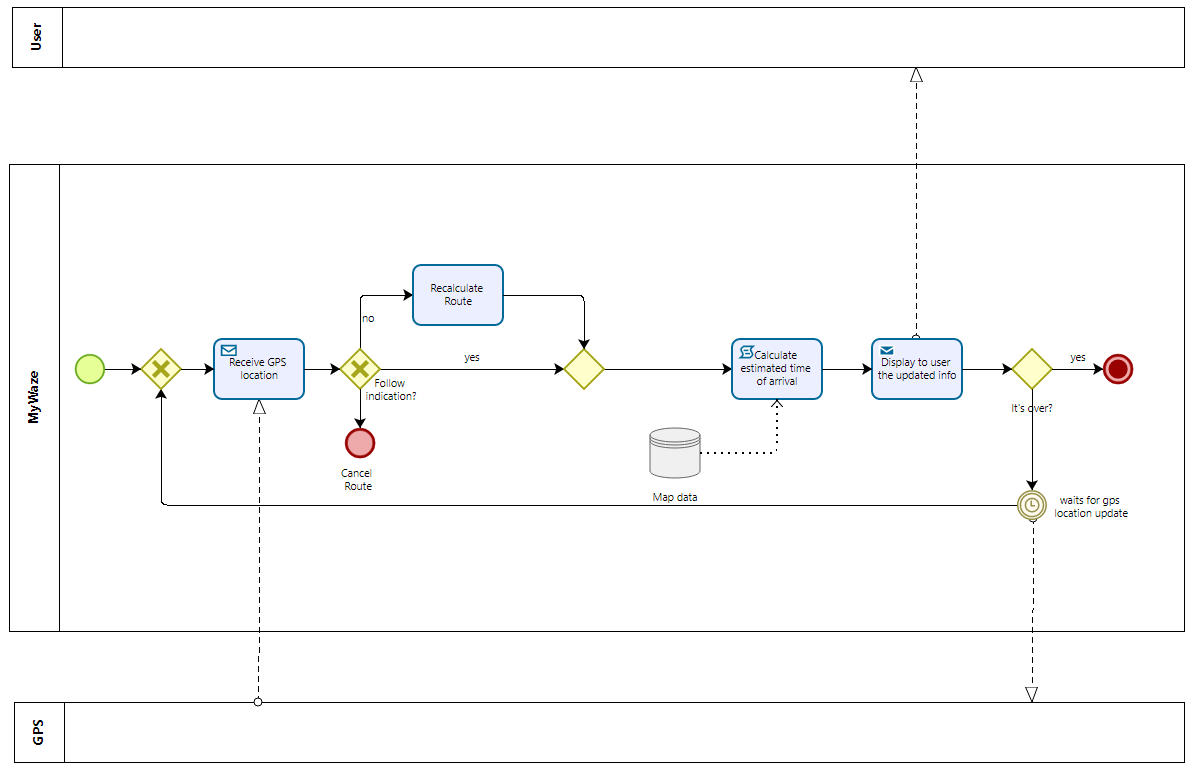 User
MyWaze
Recalculate
Route
no
Receive GPS
location
yes
Follow
indication?
Cancel
Route
Calculate
estimated time
of arrival
Map data
Display to user
the updated info
yes
It's over?
waits for gps
location update
GPS